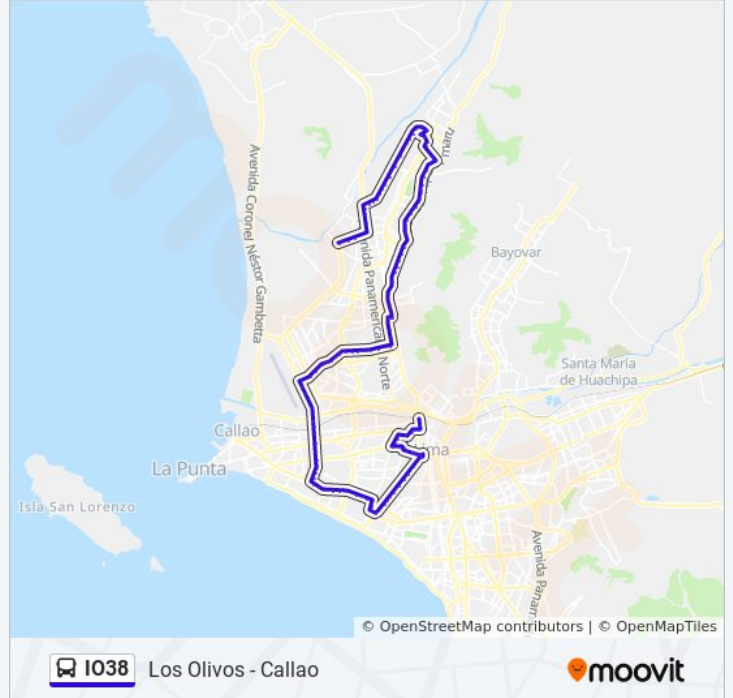 maru
Avenida Coronel Néstor Gambetta
nida Panamerica
Norte
Bayovar
Santa María
de Huachipa
Callao
ima
La Punta
Isla San Lorenzo
Avenida Panam
© OpenStreetMap contributors | © OpenMapTiles
IO38 Los Olivos - Callao
moovit